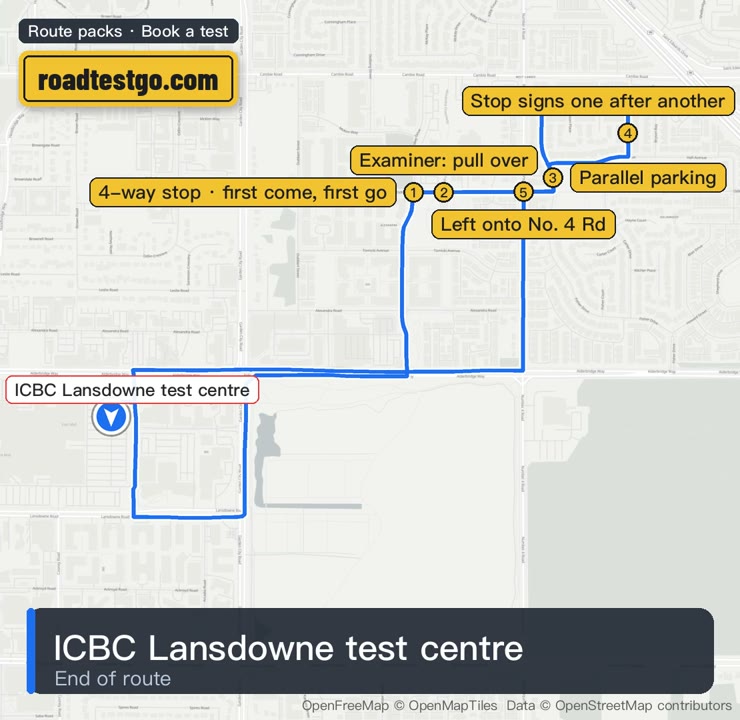 Route packs · Book a test
roadtestgo.com
Stop signs one after another
4
Examiner: pull over
3
Parallel parking
4-way stop · first come, first go
1
2
5
Left onto No. 4 Rd
ICBC Lansdowne test centre
ICBC Lansdowne test centre
End of route
OpenFreeMap © OpenMapTiles Data © OpenStreetMap contributors